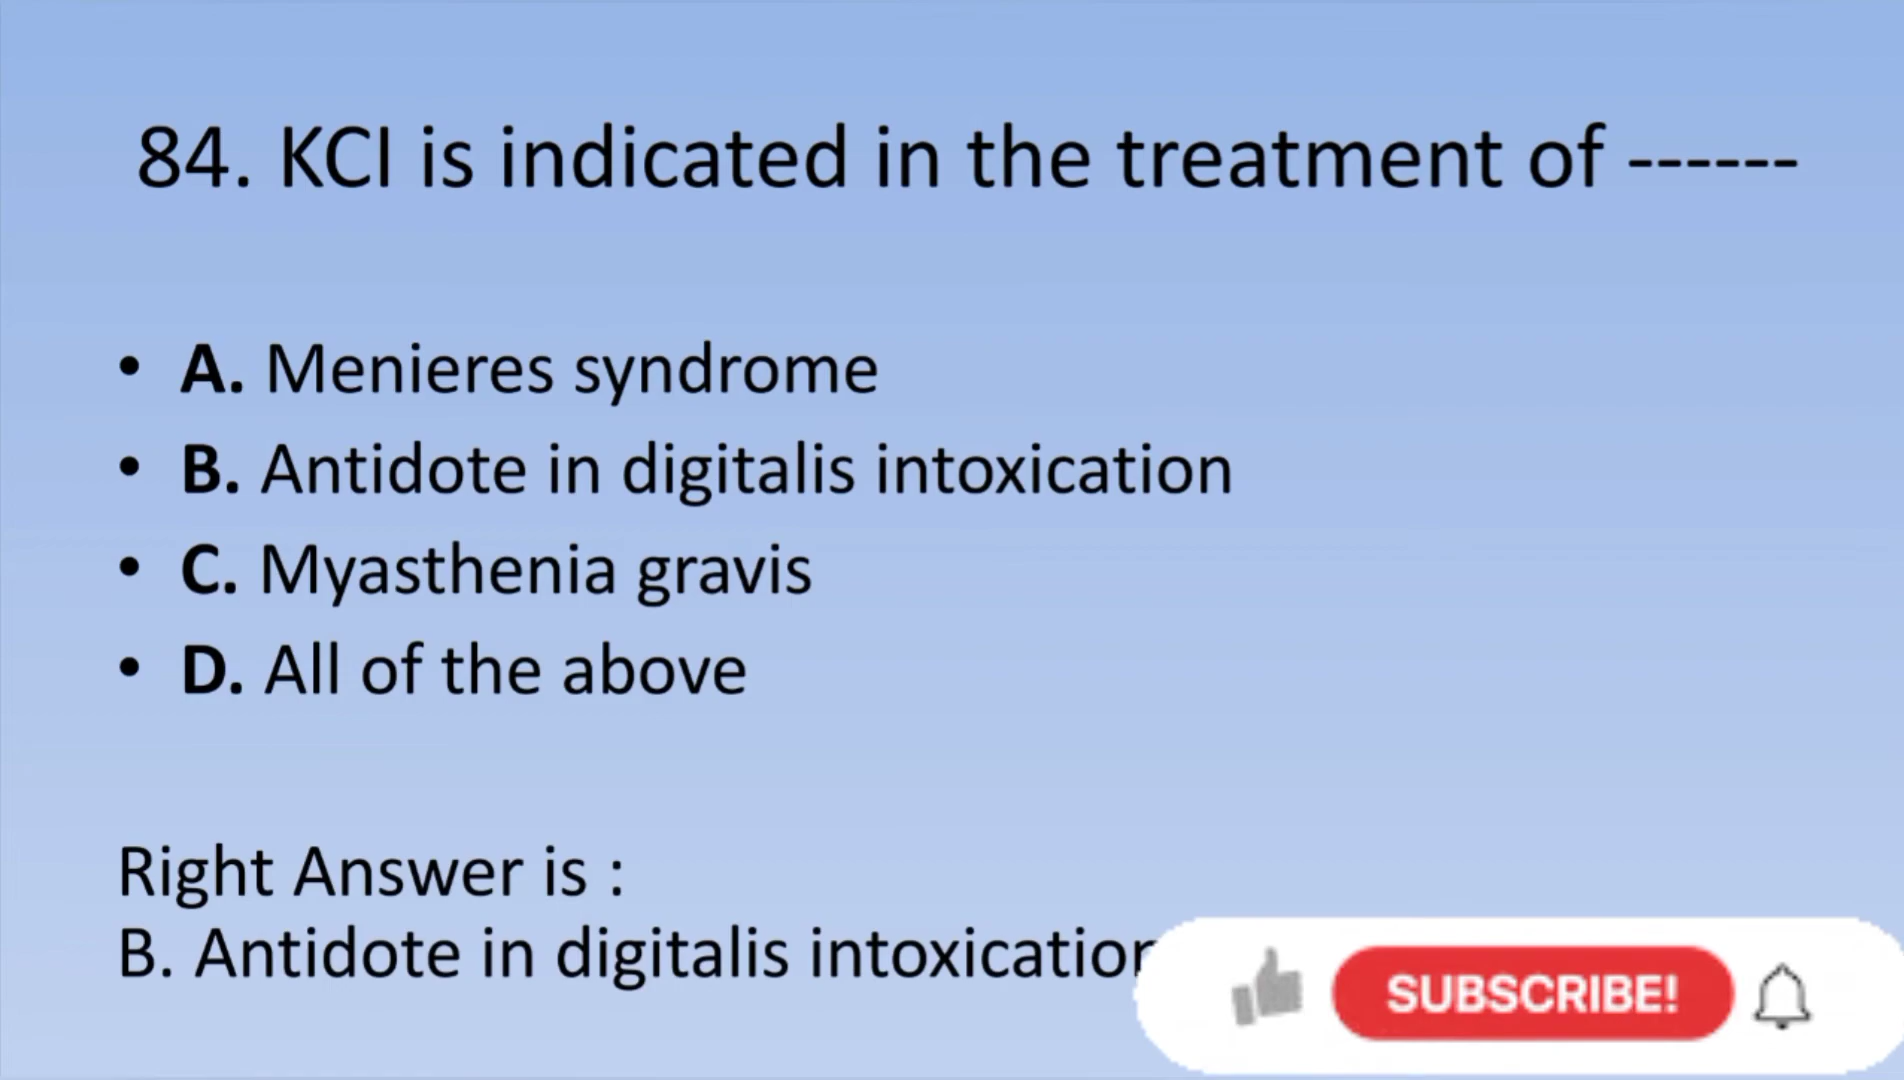 84. KCl is indicated in the treatment of ------
• A. Menieres syndrome
• B. Antidote in digitalis intoxication
• C. Myasthenia gravis
• D. All of the above
Right Answer is :
B. Antidote in digitalis intoxication
SUBSCRIBE!